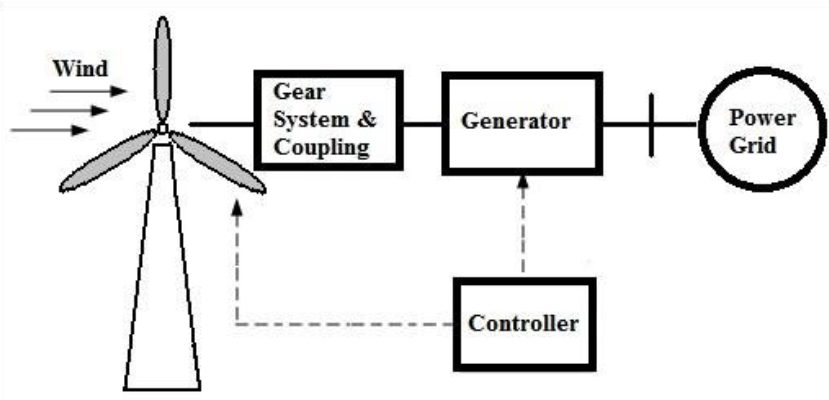 Wind
Gear
System &
Coupling
Generator
Power
Grid
Controller